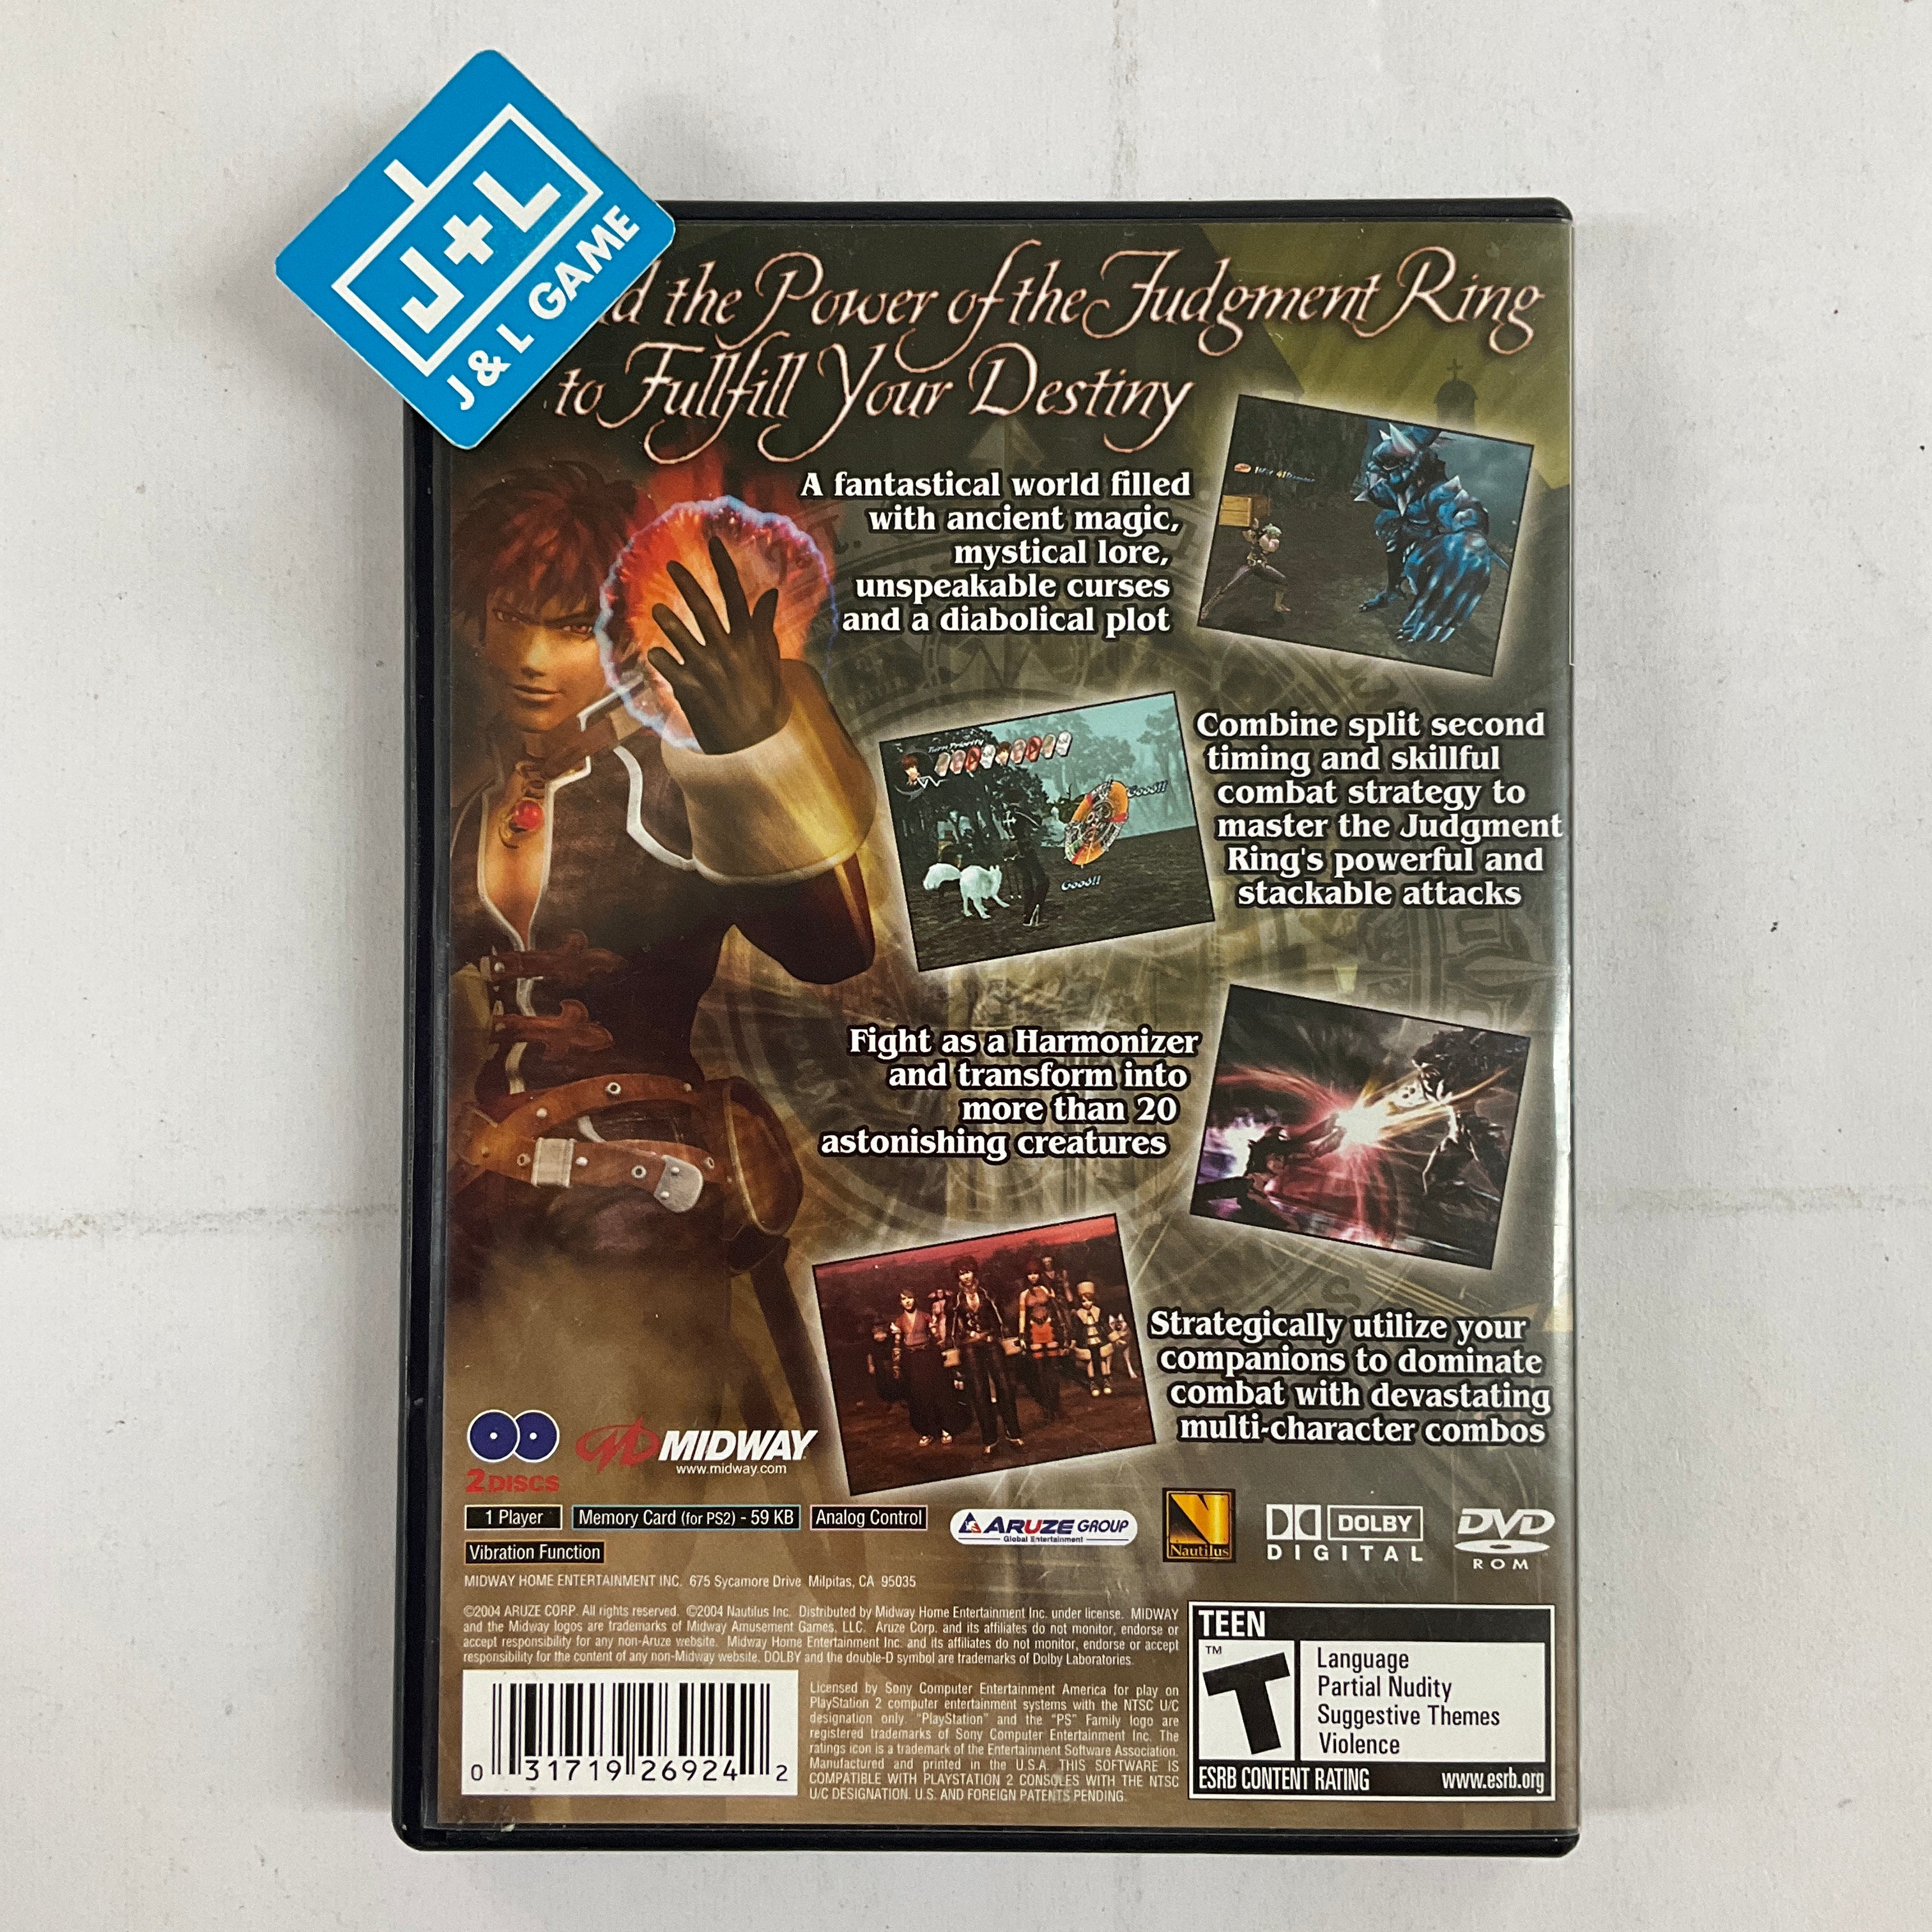 J+L
J & L GAME
the Power of the Judgment Ring
to Fullfill Your Destiny
A fantastical world filled
with ancient magic,
mystical lore,
unspeakable curses
and a diabolical plot
Combine split second
timing and skillful
combat strategy to
master the Judgment
Ring's powerful and
stackable attacks
Turn Priority
Good!!
Good!!
Fight as a Harmonizer
and transform into
more than 20
astonishing creatures
Strategically utilize your
companions to dominate
combat with devastating
multi-character combos
2 DISCS
MIDWAY
www.midway.com
1 Player
Memory Card (for PS2) - 59 KB
Analog Control
Vibration Function
ARUZE GROUP
Global Entertainment
Nautilus
DOLBY
DIGITAL
DVD
ROM
MIDWAY HOME ENTERTAINMENT INC. 675 Sycamore Drive Milpitas, CA 95035
©2004 ARUZE CORP. All rights reserved. ©2004 Nautilus Inc. Distributed by Midway Home Entertainment Inc. under license. MIDWAY
and the Midway logos are trademarks of Midway Amusement Games, LLC. Aruze Corp. and its affiliates do not monitor, endorse or
accept responsibility for any non-Aruze website. Midway Home Entertainment Inc. and its affiliates do not monitor, endorse or accept
responsibility for the content of any non-Midway website. DOLBY and the double-D symbol are trademarks of Dolby Laboratories.
0 31719 26924 2
Licensed by Sony Computer Entertainment America for play on
PlayStation 2 computer entertainment systems with the NTSC U/C
designation only. "PlayStation" and the "PS" Family logo are
registered trademarks of Sony Computer Entertainment Inc. The
ratings icon is a trademark of the Entertainment Software Association.
Manufactured and printed in the U.S.A. THIS SOFTWARE IS
COMPATIBLE WITH PLAYSTATION 2 CONSOLES WITH THE NTSC
U/C DESIGNATION. U.S. AND FOREIGN PATENTS PENDING.
TEEN
T™
Language
Partial Nudity
Suggestive Themes
Violence
ESRB CONTENT RATING www.esrb.org